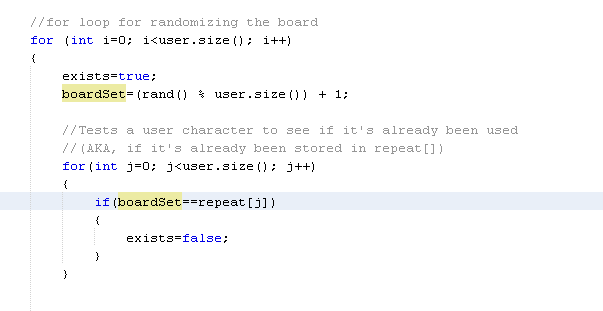 //for loop for randomizing the board
for (int i=0; i<user.size(); i++)
{
exists=true;
boardSet=(rand() % user.size()) + 1;
//Tests a user character to see if it's already been used
//(AKA, if it's already been stored in repeat[])
for(int j=0; j<user.size(); j++)
{
if(boardSet==repeat[j])
{
exists=false;
}
}